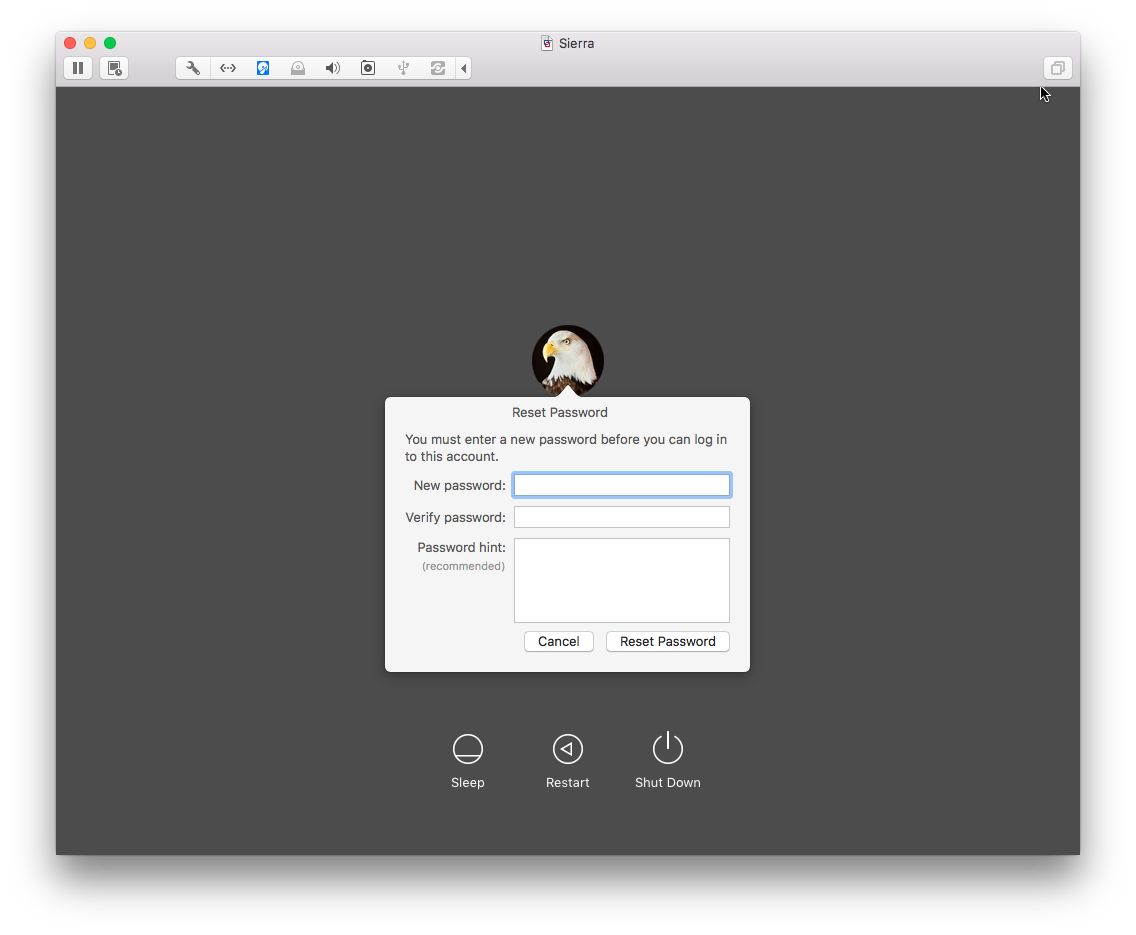 Sierra
Reset Password
You must enter a new password before you can log in
to this account.
New password:
Verify password:
Password hint:
(recommended)
Cancel
Reset Password
Sleep
Restart
Shut Down